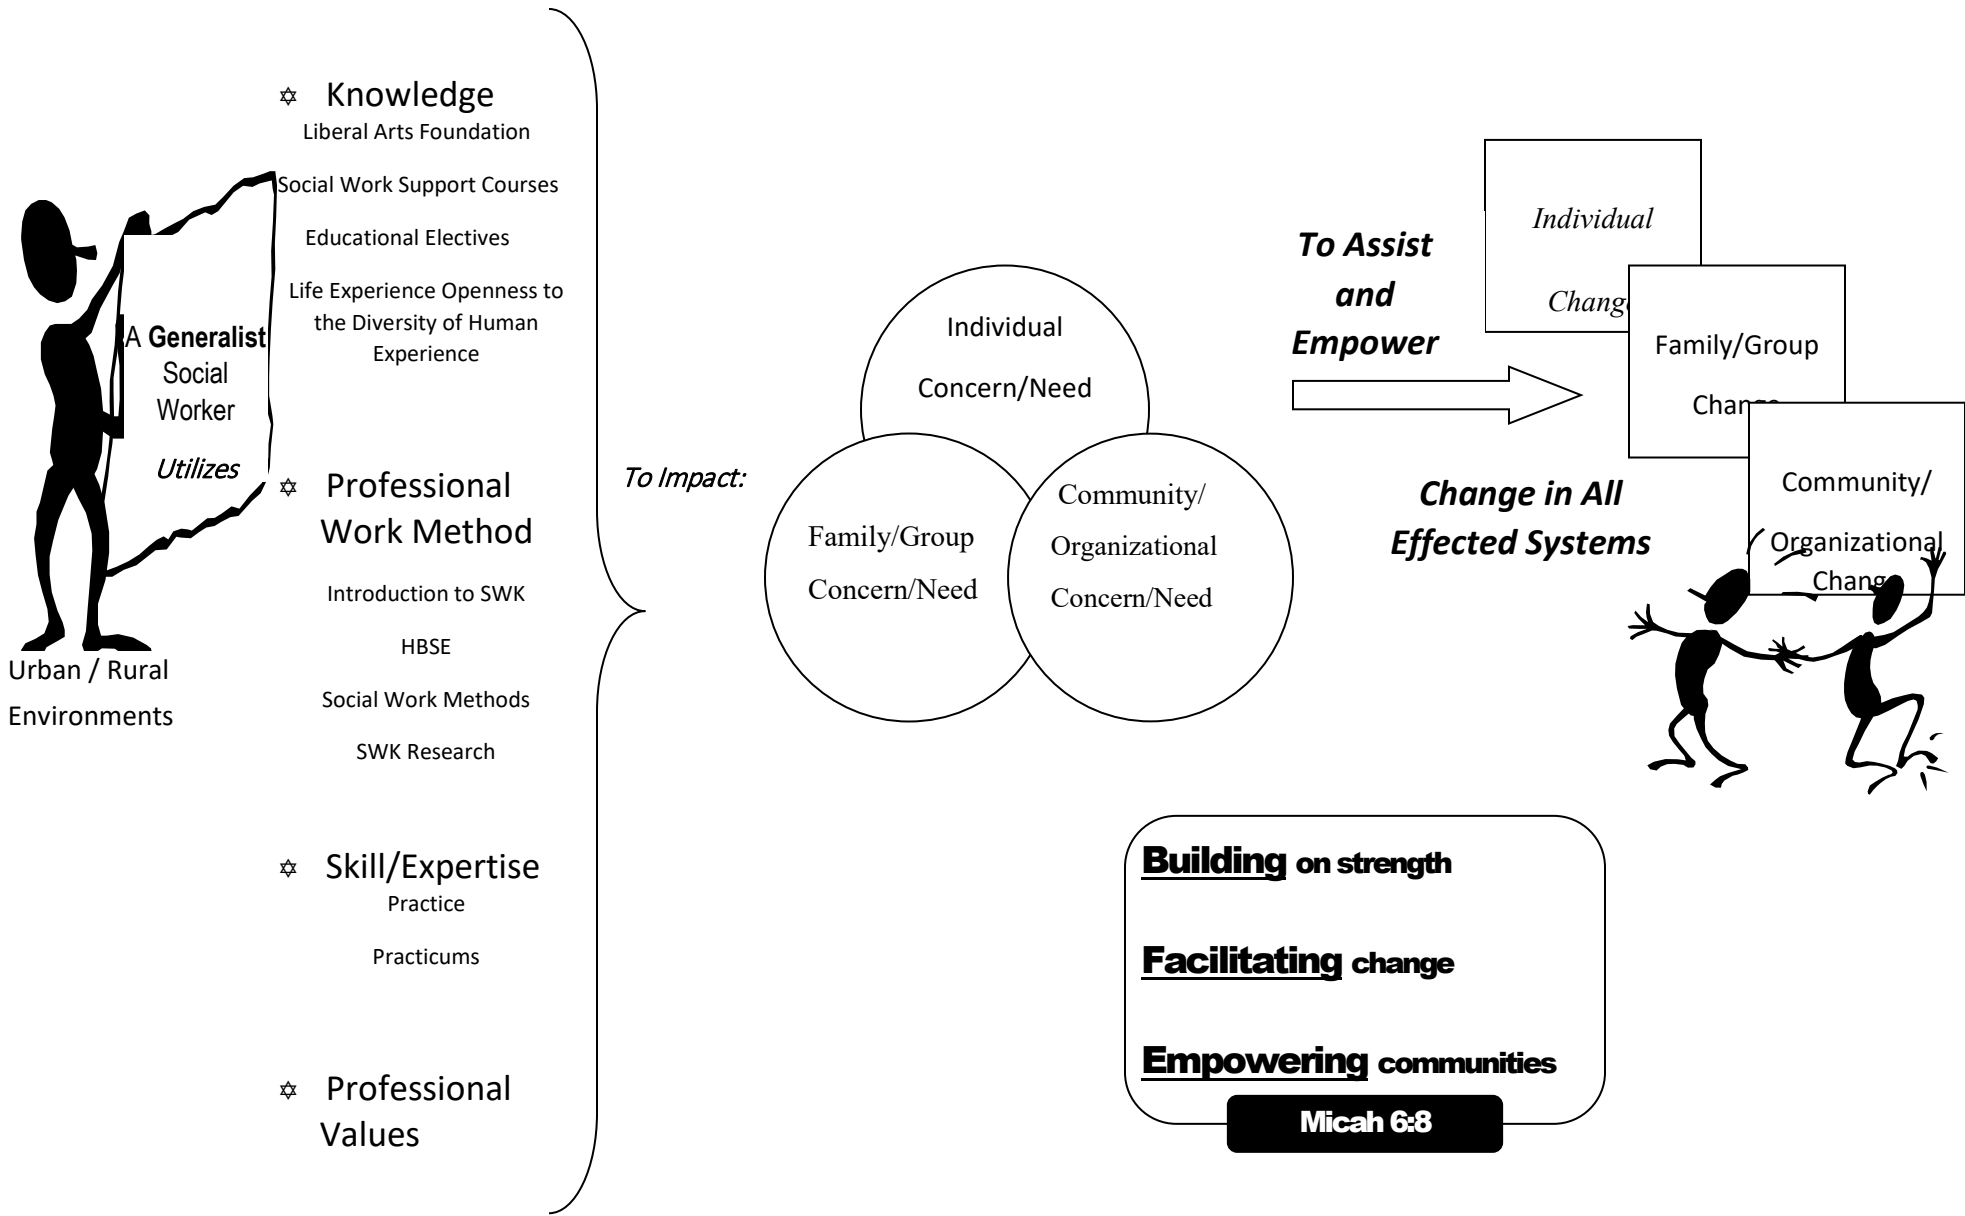 A Generalist
Social
Worker
Utilizes
Urban / Rural
Environments
✡ Knowledge
Liberal Arts Foundation
Social Work Support Courses
Educational Electives
Life Experience Openness to
the Diversity of Human
Experience
✡ Professional
Work Method
Introduction to SWK
HBSE
Social Work Methods
SWK Research
✡ Skill/Expertise
Practice
Practicums
✡ Professional
Values
To Impact:
Individual
Concern/Need
Family/Group
Concern/Need
Community/
Organizational
Concern/Need
To Assist
and
Empower
Change in All
Effected Systems
Individual
Change
Family/Group
Change
Community/
Organizational
Change
Building on strength
Facilitating change
Empowering communities
Micah 6:8